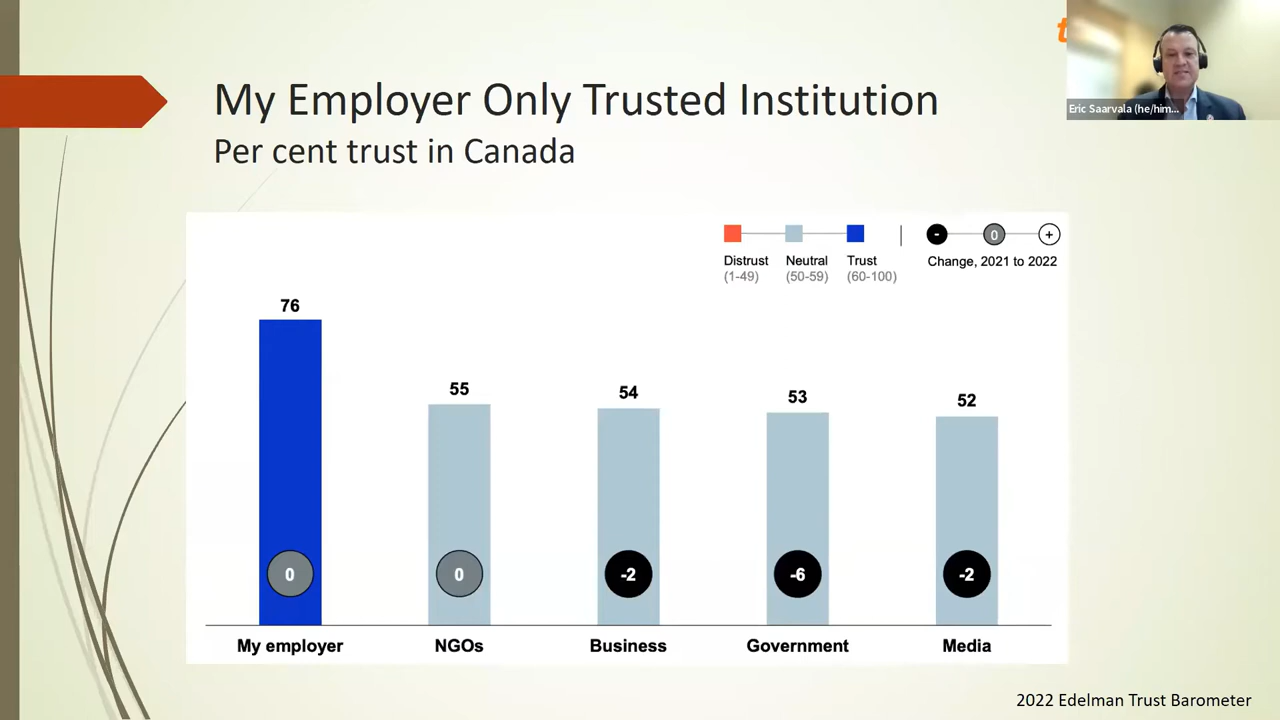 My Employer Only Trusted Institution
Per cent trust in Canada
Eric Saarvala (he/him...
- 0 +
Distrust Neutral Trust Change, 2021 to 2022
(1-49) (50-59) (60-100)
76
55
54
53
52
0 0 -2 -6 -2
My employer NGOs Business Government Media
2022 Edelman Trust Barometer